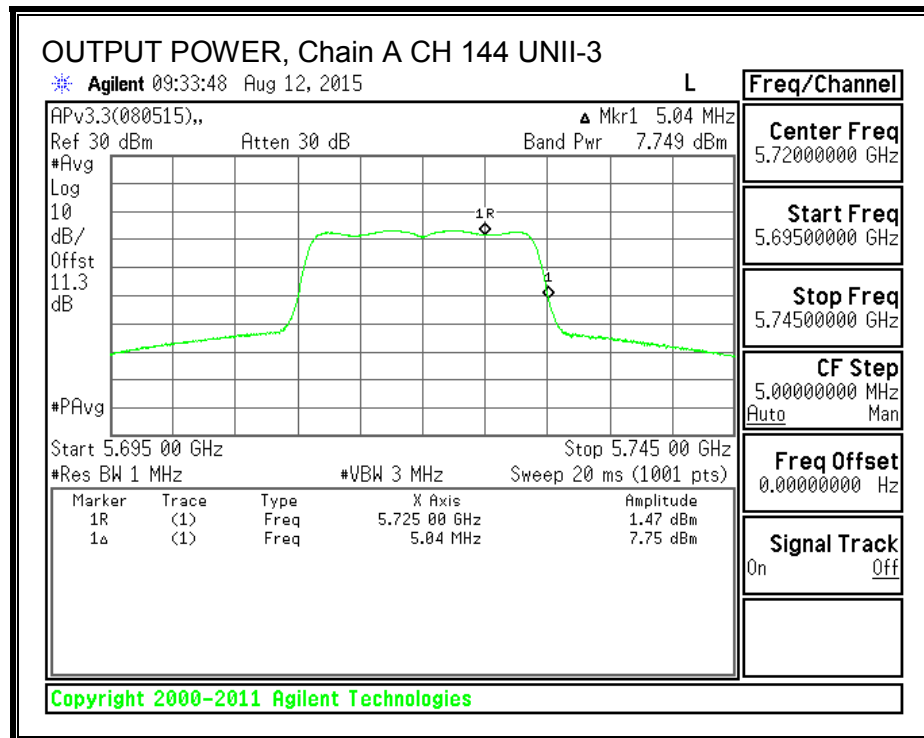 OUTPUT POWER, Chain A CH 144 UNII-3
Agilent 09:33:48 Aug 12, 2015 L
Freq/Channel
APv3.3(080515),, Δ Mkr1 5.04 MHz
Ref 30 dBm Atten 30 dB Band Pwr 7.749 dBm
#Avg
Log
10
dB/
Offst
11.3
dB
#PAvg
1R
1
Start 5.695 00 GHz Stop 5.745 00 GHz
#Res BW 1 MHz #VBW 3 MHz Sweep 20 ms (1001 pts)
Marker Trace Type X Axis Amplitude
1R (1) Freq 5.725 00 GHz 1.47 dBm
1Δ (1) Freq 5.04 MHz 7.75 dBm
Center Freq
5.72000000 GHz
Start Freq
5.69500000 GHz
Stop Freq
5.74500000 GHz
CF Step
5.00000000 MHz
Auto Man
Freq Offset
0.00000000 Hz
Signal Track
On Off
Copyright 2000-2011 Agilent Technologies